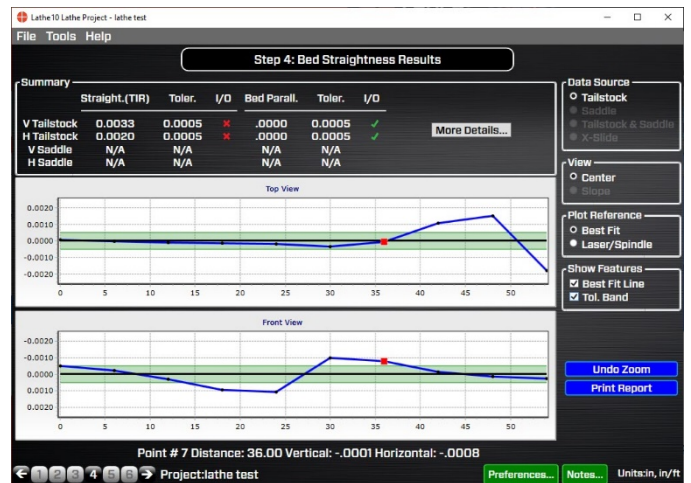 Lathe10 Lathe Project - lathe test
File Tools Help
Step 4: Bed Straightness Results
Summary
Straight.(TIR) Toler. I/O Bed Parall. Toler. I/O
V Tailstock 0.0033 0.0005 ✖ .0000 0.0005 ✓
H Tailstock 0.0020 0.0005 ✖ .0000 0.0005 ✓
V Saddle N/A N/A N/A N/A
H Saddle N/A N/A N/A N/A
More Details...
Data Source
Tailstock
Saddle
Tailstock & Saddle
X-Slide
View
Center
Slope
Plot Reference
Best Fit
Laser/Spindle
Show Features
Best Fit Line
Tol. Band
Undo Zoom
Print Report
Top View
0.0020
0.0010
0.0000
-0.0010
-0.0020
0 5 10 15 20 25 30 35 40 45 50
Front View
-0.0020
-0.0010
0.0000
0.0010
0.0020
0 5 10 15 20 25 30 35 40 45 50
Point # 7 Distance: 36.00 Vertical: -.0001 Horizontal: -.0008
1 2 3 4 5 6 Project:lathe test
Preferences... Notes... Units:in, in/ft